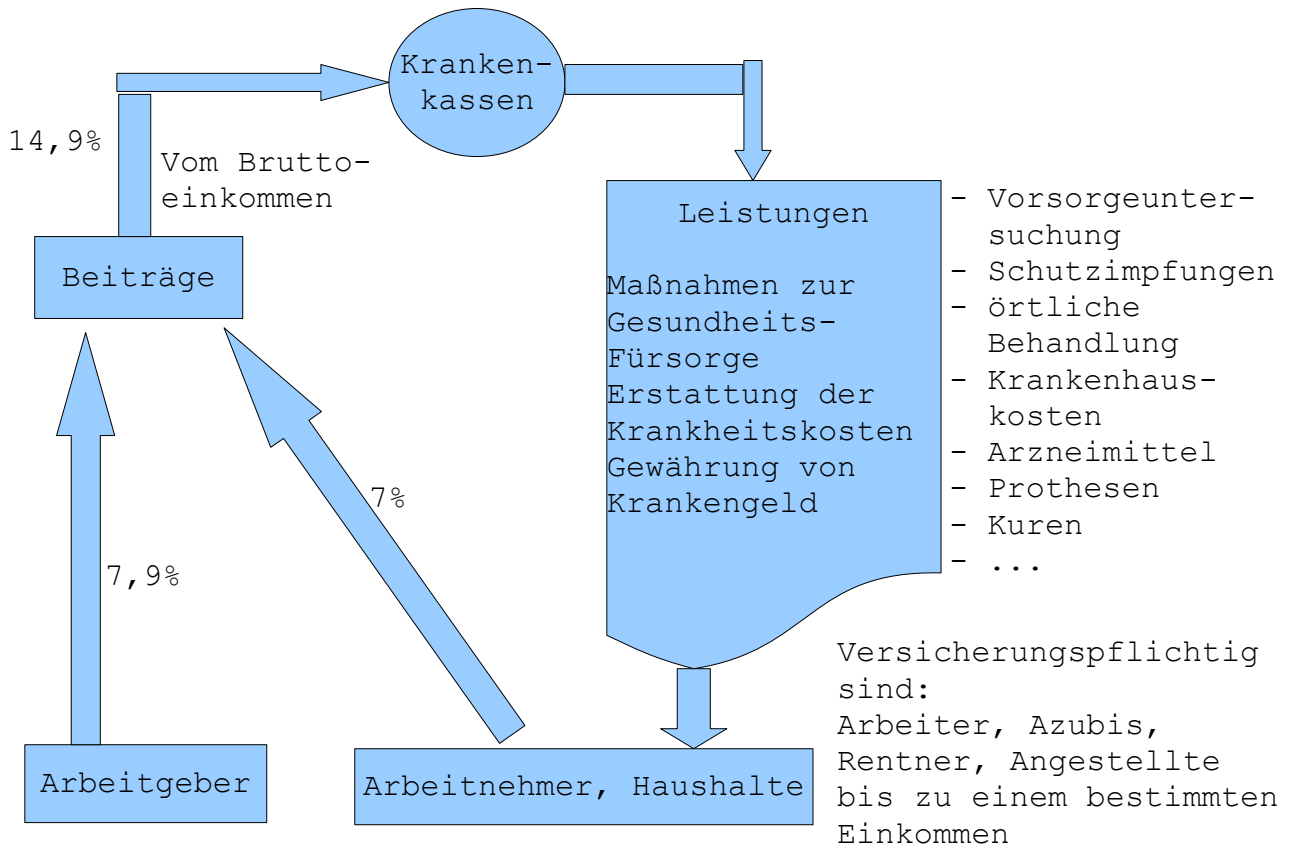 Kranken-
kassen
14,9%
Vom Brutto-
einkommen
Beiträge
7,9%
7%
Arbeitgeber
Arbeitnehmer, Haushalte
Leistungen
Maßnahmen zur
Gesundheits-
Fürsorge
Erstattung der
Krankheitskosten
Gewährung von
Krankengeld
- Vorsorgeunter-
suchung
- Schutzimpfungen
- örtliche
Behandlung
- Krankenhaus-
kosten
- Arzneimittel
- Prothesen
- Kuren
- ...
Versicherungspflichtig
sind:
Arbeiter, Azubis,
Rentner, Angestellte
bis zu einem bestimmten
Einkommen